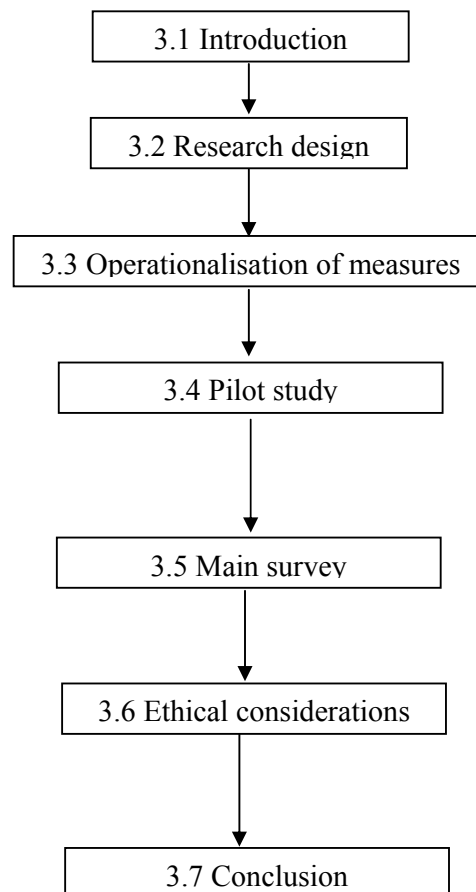 3.1 Introduction
3.2 Research design
3.3 Operationalisation of measures
3.4 Pilot study
3.5 Main survey
3.6 Ethical considerations
3.7 Conclusion